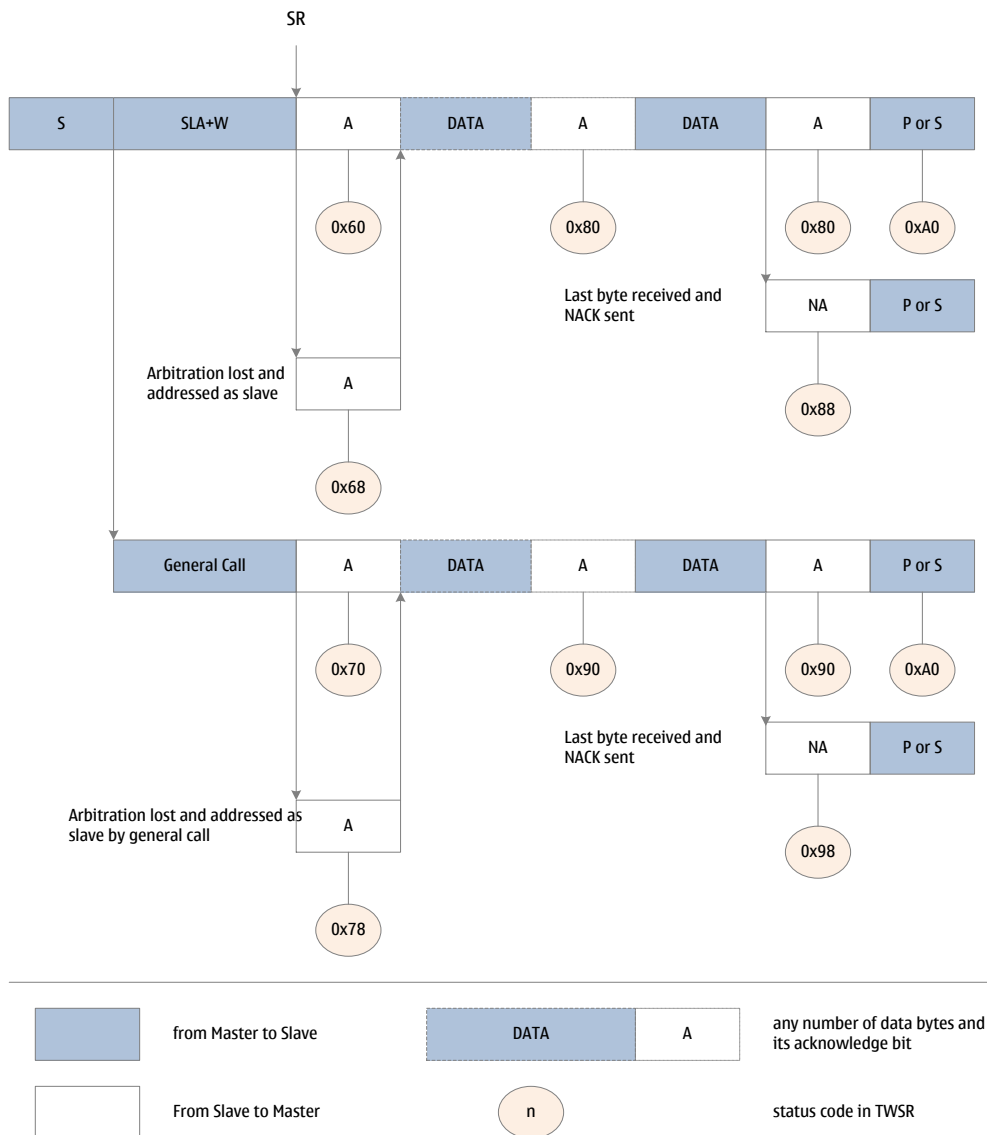 SR
S
SLA+W
A
DATA
A
DATA
A
P or S
0x60
0x80
0x80
0xA0
Last byte received and
NACK sent
NA
P or S
Arbitration lost and
addressed as slave
A
0x88
0x68
General Call
A
DATA
A
DATA
A
P or S
0x70
0x90
0x90
0xA0
Last byte received and
NACK sent
NA
P or S
Arbitration lost and addressed as
slave by general call
A
0x98
0x78
from Master to Slave
DATA
A
any number of data bytes and
its acknowledge bit
From Slave to Master
n
status code in TWSR